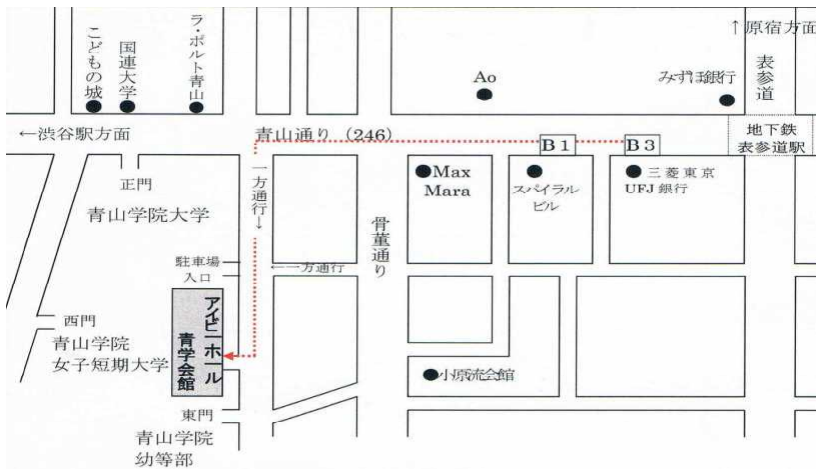 ↑原宿方面
こどもの城
国連大学
ラ・ポルト青山
Ao
みずほ銀行
表参道
←渋谷駅方面
青山通り (246)
B1
B3
地下鉄
表参道駅
正門
一方通行↓
Max
Mara
スパイラル
ビル
三菱東京
UFJ 銀行
青山学院大学
骨董通り
駐車場
入口
←一方通行
西門
アイビーホール
青学会館
青山学院
女子短期大学
小原流会館
東門
青山学院
幼等部